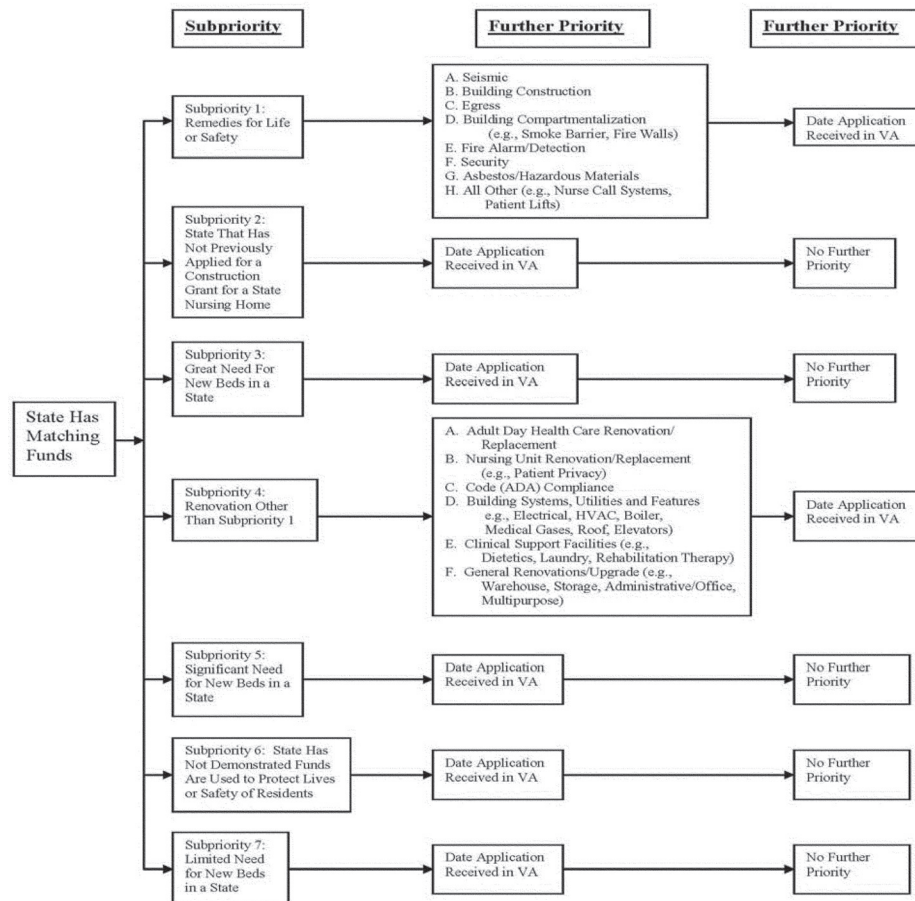 Subpriority
Further Priority
Further Priority
Subpriority 1:
Remedies for Life
or Safety
A. Seismic
B. Building Construction
C. Egress
D. Building Compartmentalization
(e.g., Smoke Barrier, Fire Walls)
E. Fire Alarm/Detection
F. Security
G. Asbestos/Hazardous Materials
H. All Other (e.g., Nurse Call Systems,
Patient Lifts)
Date Application
Received in VA
Subpriority 2:
State That Has
Not Previously
Applied for a
Construction
Grant for a State
Nursing Home
Date Application
Received in VA
No Further
Priority
Subpriority 3:
Great Need For
New Beds in a
State
Date Application
Received in VA
No Further
Priority
State Has
Matching
Funds
Subpriority 4:
Renovation Other
Than Subpriority 1
A. Adult Day Health Care Renovation/
Replacement
B. Nursing Unit Renovation/Replacement
(e.g., Patient Privacy)
C. Code (ADA) Compliance
D. Building Systems, Utilities and Features
e.g., Electrical, HVAC, Boiler,
Medical Gases, Roof, Elevators)
E. Clinical Support Facilities (e.g.,
Dietetics, Laundry, Rehabilitation Therapy)
F. General Renovations/Upgrade (e.g.,
Warehouse, Storage, Administrative/Office,
Multipurpose)
Date Application
Received in VA
Subpriority 5:
Significant Need
for New Beds in a
State
Date Application
Received in VA
No Further
Priority
Subpriority 6: State Has
Not Demonstrated Funds
Are Used to Protect Lives
or Safety of Residents
Date Application
Received in VA
No Further
Priority
Subpriority 7:
Limited Need
for New Beds
in a State
Date Application
Received in VA
No Further
Priority